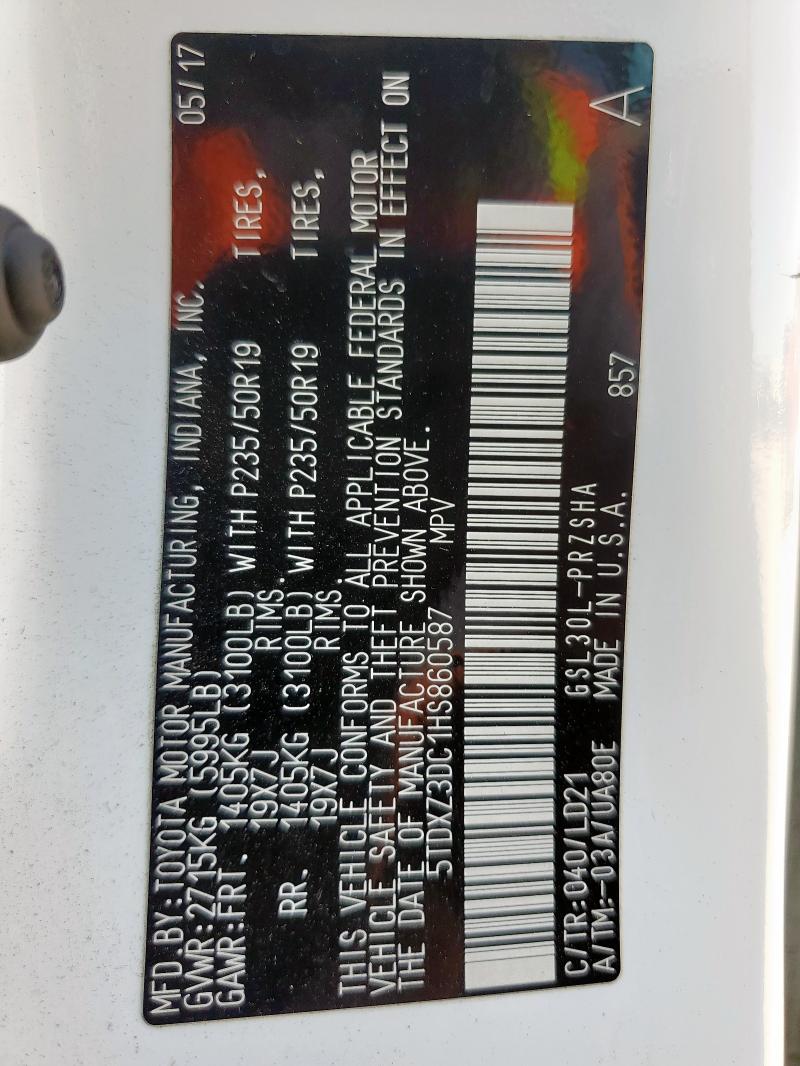 MFD.BY:TOYOTA MOTOR MANUFACTURING, INDIANA, INC. 05/17
GVWR:2715KG (5995LB)
GAWR:FRT. 1405KG (3100LB) WITH P235/50R19 TIRES,
19X7J RIMS.
RR. 1405KG (3100LB) WITH P235/50R19 TIRES,
19X7J RIMS
THIS VEHICLE CONFORMS TO ALL APPLICABLE FEDERAL MOTOR
VEHICLE SAFETY AND THEFT PREVENTION STANDARDS IN EFFECT ON
THE DATE OF MANUFACTURE SHOWN ABOVE.
5TDXZ3DC1HS860587 MPV
A
C/TR:040/LD21 GSL30L-PRZSHA
A/TM:-03A/UA80E MADE IN U.S.A. 857